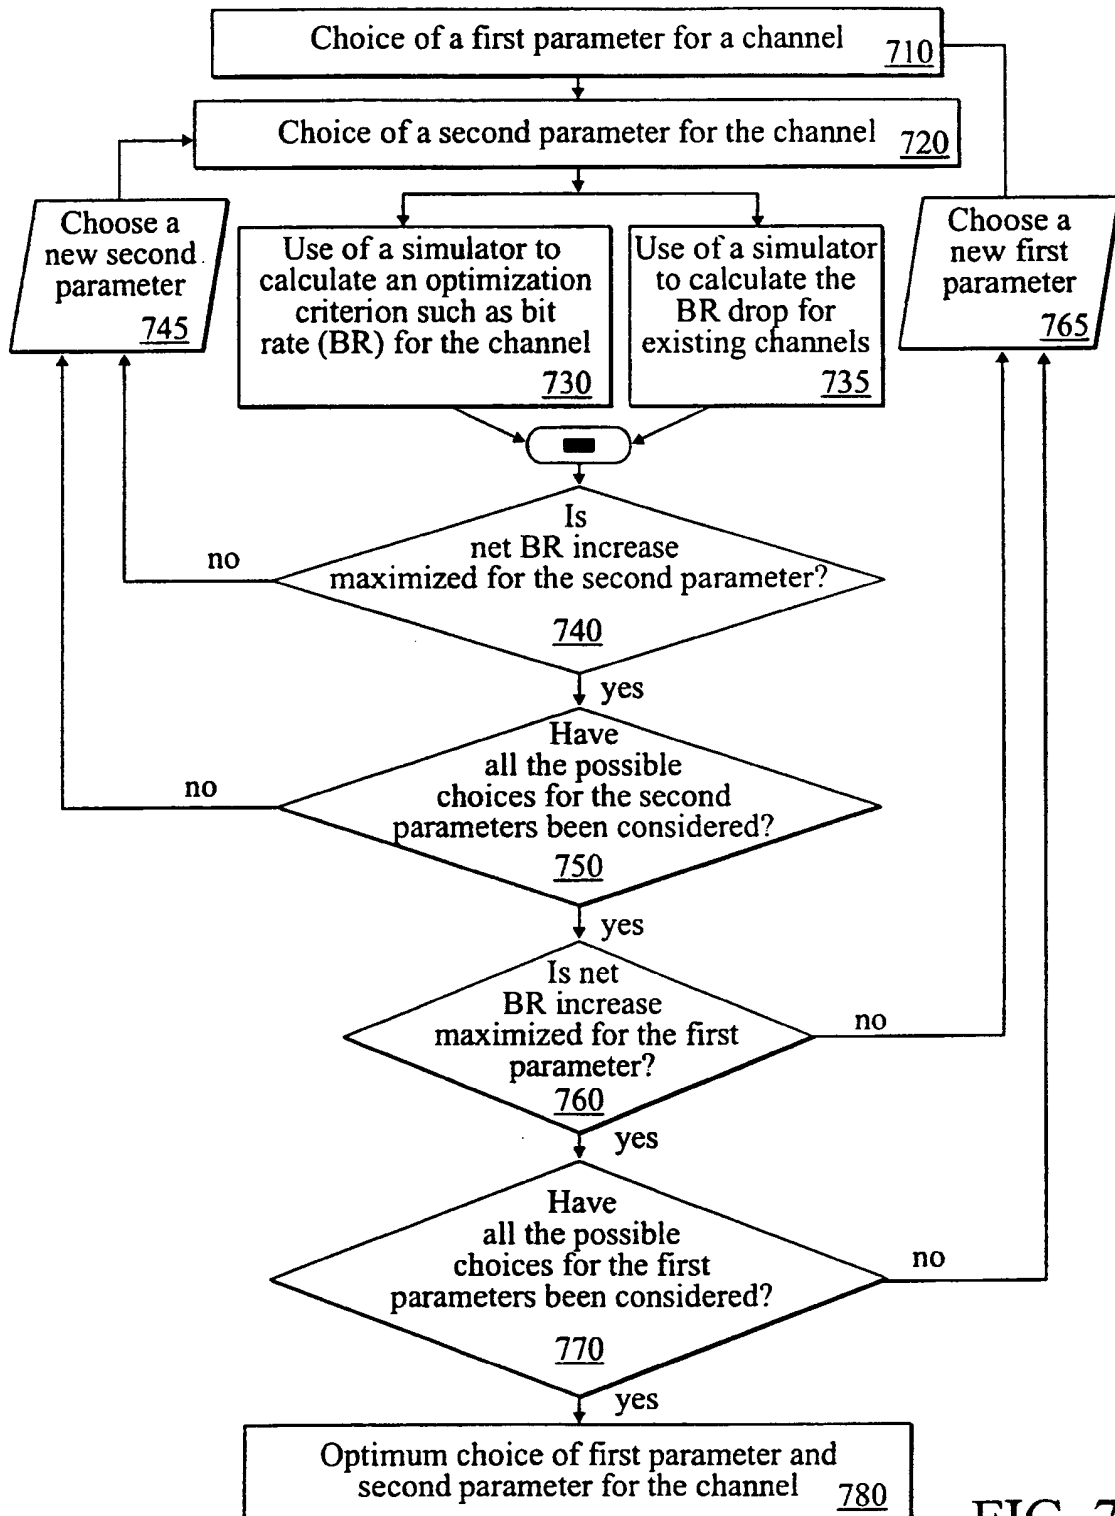 Choice of a first parameter for a channel
710
Choice of a second parameter for the channel
720
Choose a
new second
parameter
745
Use of a simulator to
calculate an optimization
criterion such as bit
rate (BR) for the channel
730
Use of a simulator
to calculate the
BR drop for
existing channels
735
Choose a
new first
parameter
765
Is
net BR increase
maximized for the second parameter?
740
no
yes
Have
all the possible
choices for the second
parameters been considered?
750
no
yes
Is net
BR increase
maximized for the first
parameter?
760
no
yes
Have
all the possible
choices for the first
parameters been considered?
770
no
yes
Optimum choice of first parameter and
second parameter for the channel
780
FIG. 7